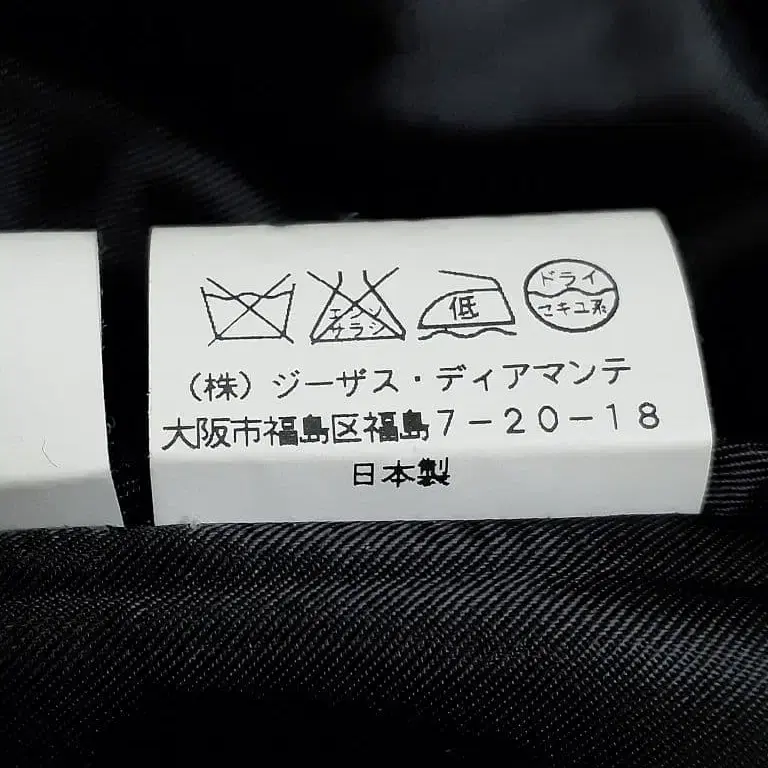 エンソ
サラシ
低
ドライ
セキユ系
(株)ジーザス・ディアマンテ
大阪市福島区福島7-20-18
日本製